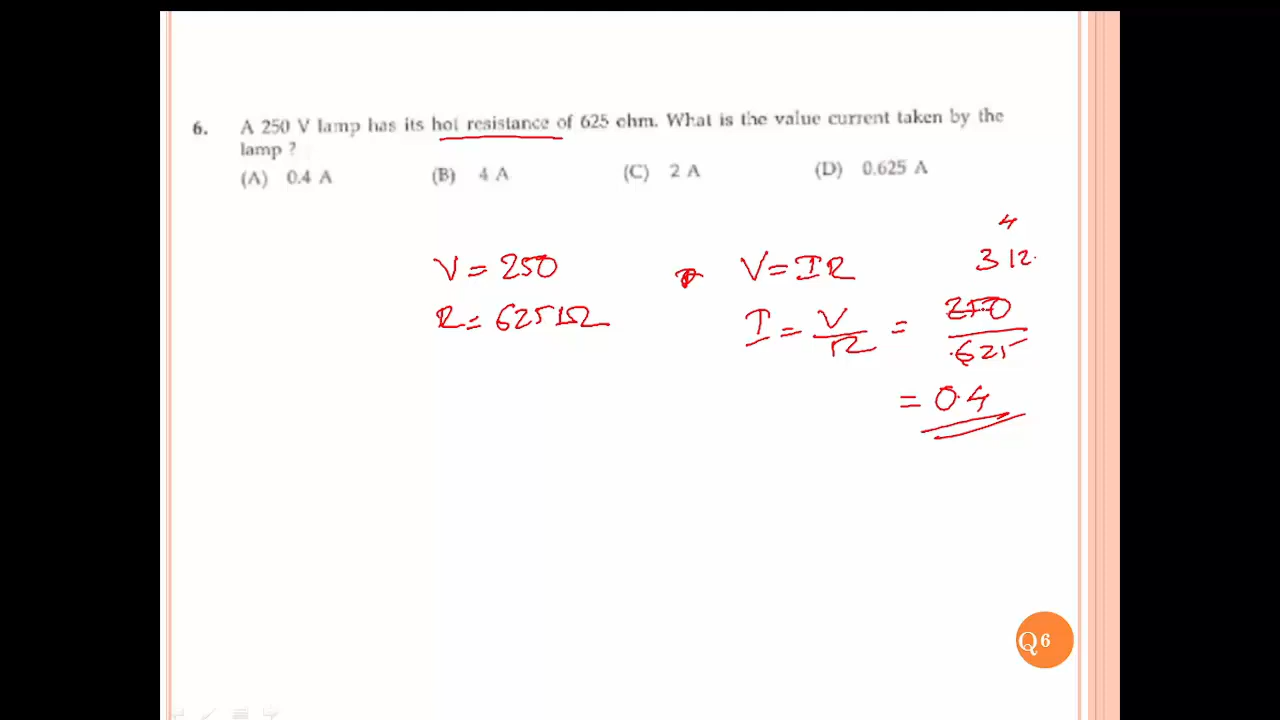 6. A 250 V lamp has its hot resistance of 625 ohm. What is the value current taken by the
lamp ?
(A) 0.4 A (B) 4 A (C) 2 A (D) 0.625 A
4
312.
V = 250 V = IR
R = 625 Ω I = V/R = 250/.625
= 0.4
Q6